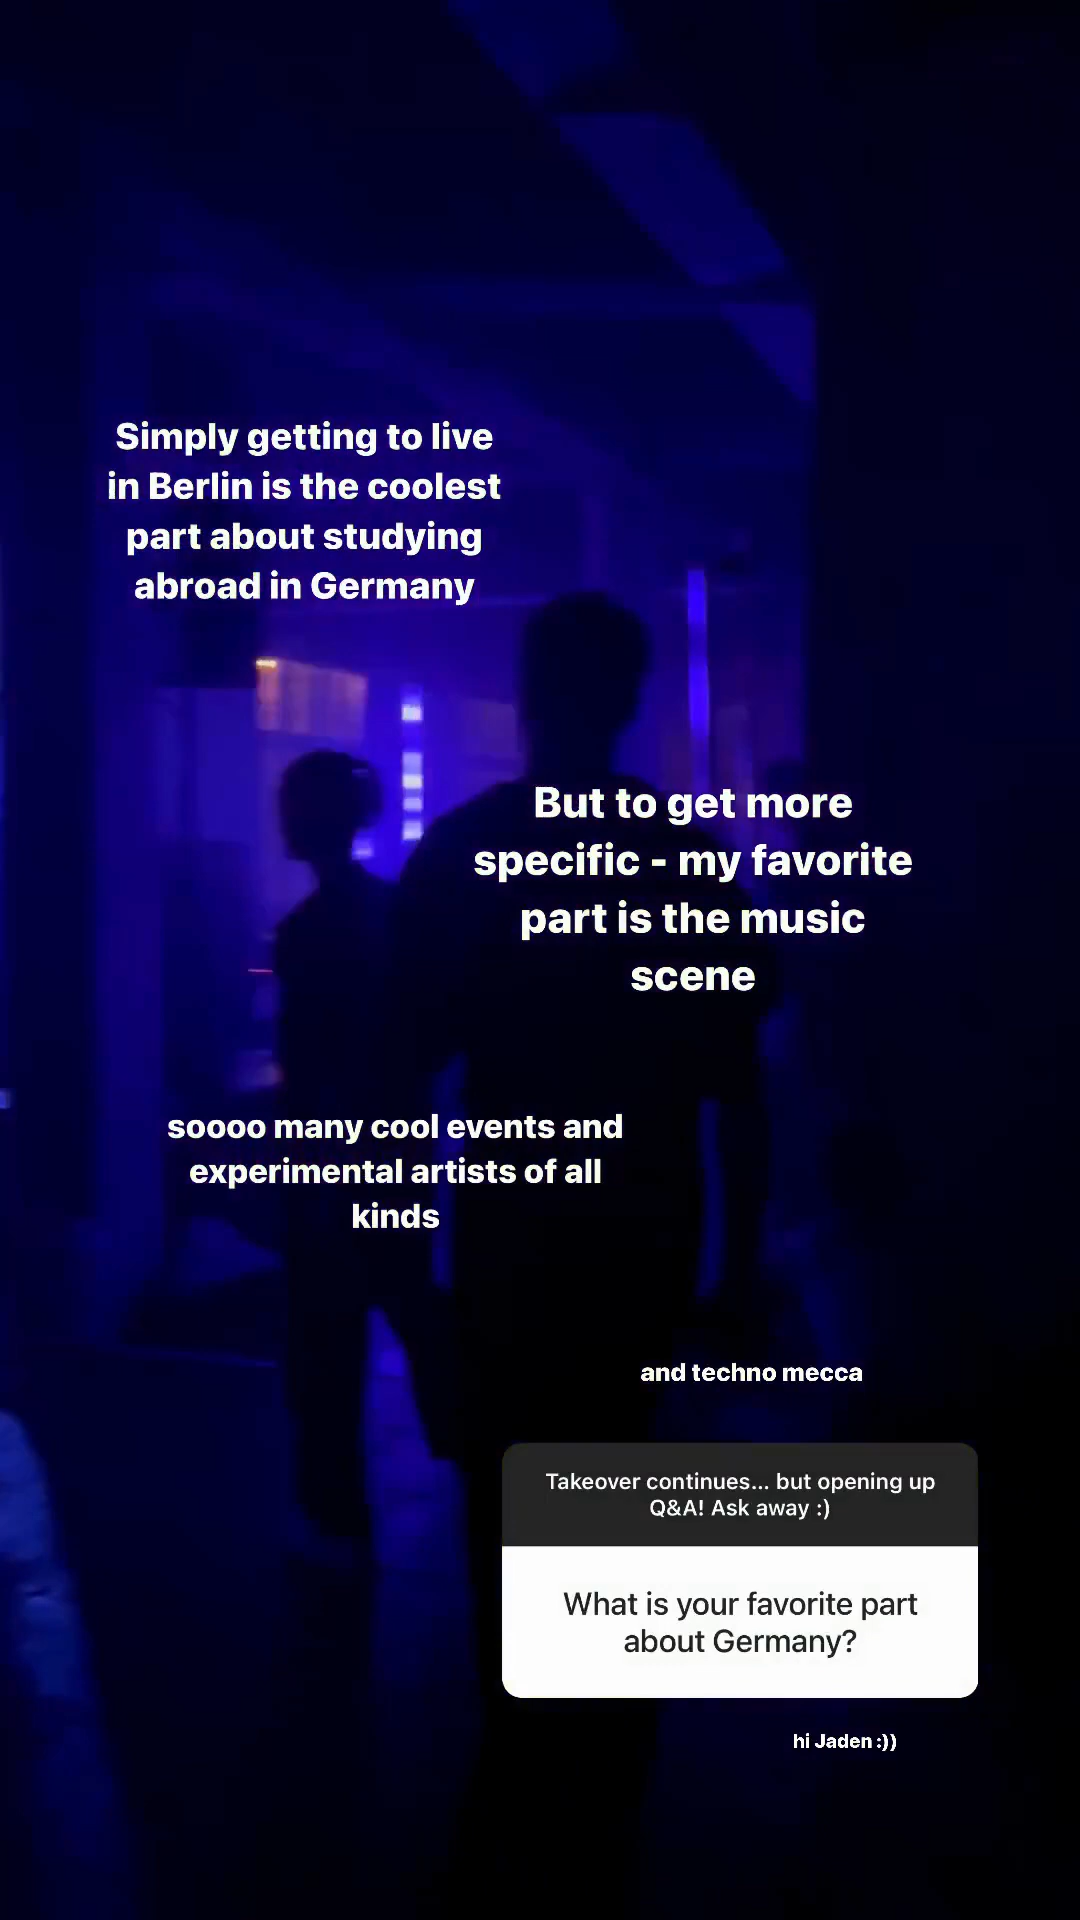 Simply getting to live
in Berlin is the coolest
part about studying
abroad in Germany
But to get more
specific - my favorite
part is the music
scene
soooo many cool events and
experimental artists of all
kinds
and techno mecca
Takeover continues... but opening up
Q&A! Ask away :)
What is your favorite part
about Germany?
hi Jaden :))